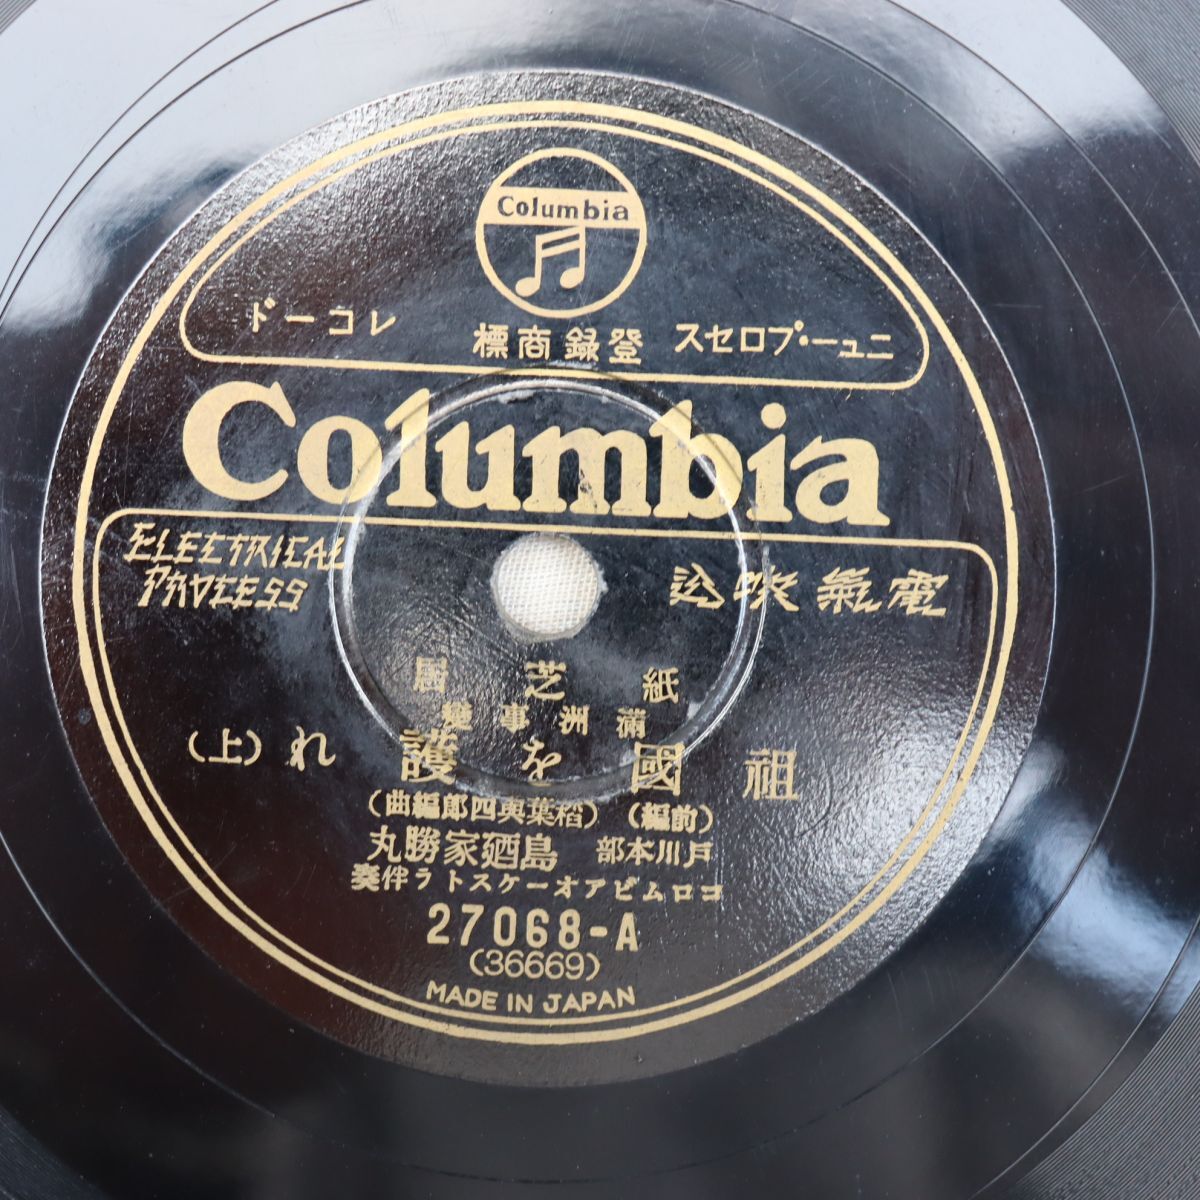 Columbia
ニュー・プロセス 登録商標 レコード
Columbia
ELECTRICAL
PROCESS
電氣吹込
紙芝居
滿洲事變
祖國を護れ(上)
(前編)(稻葉與四郎編曲)
戸川本部 島廼家勝丸
コロムビアオーケストラ伴奏
27068-A
(36669)
MADE IN JAPAN